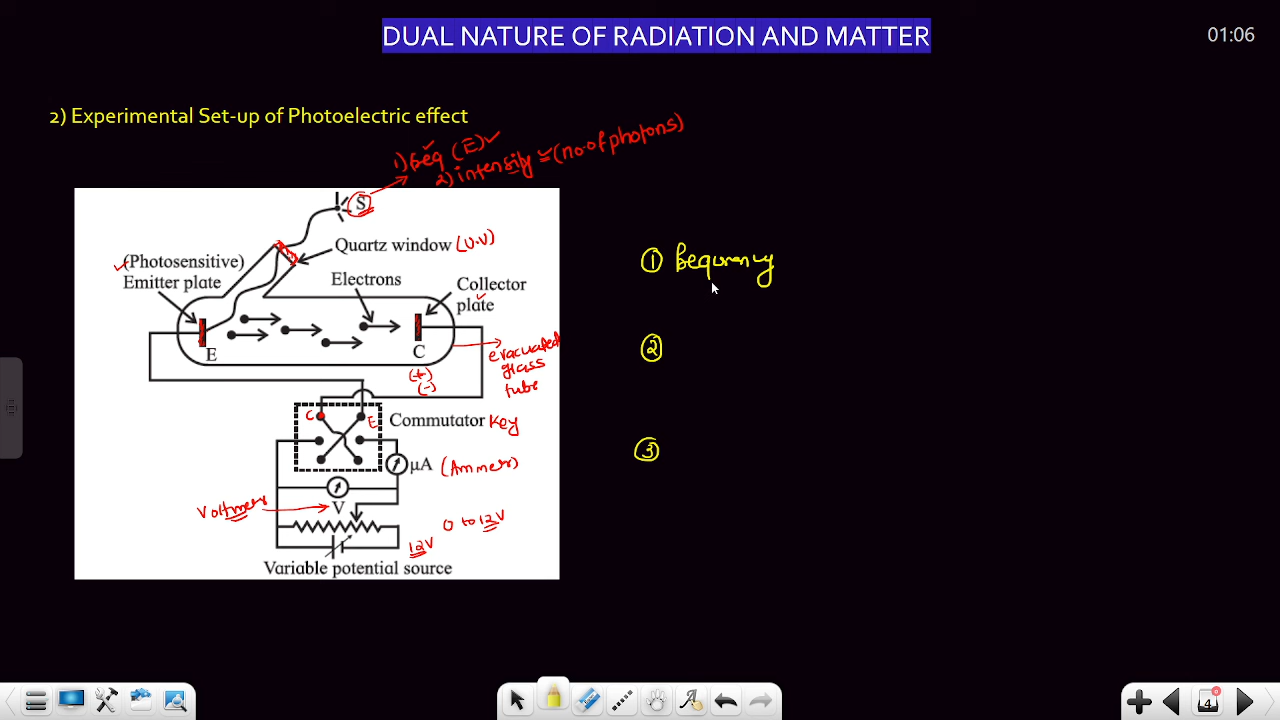 DUAL NATURE OF RADIATION AND MATTER
01:06
2) Experimental Set-up of Photoelectric effect
1) freq (E)
2) intensity (no. of photons)
S
Quartz window (U.V)
(Photosensitive)
Emitter plate
Electrons
Collector
plate
E
C
evacuated
glass
tube
(+)
(-)
C
E
Commutator Key
μA (Ammeter)
Voltmeter
V
0 to 12V
12V
Variable potential source
① frequency
②
③
4